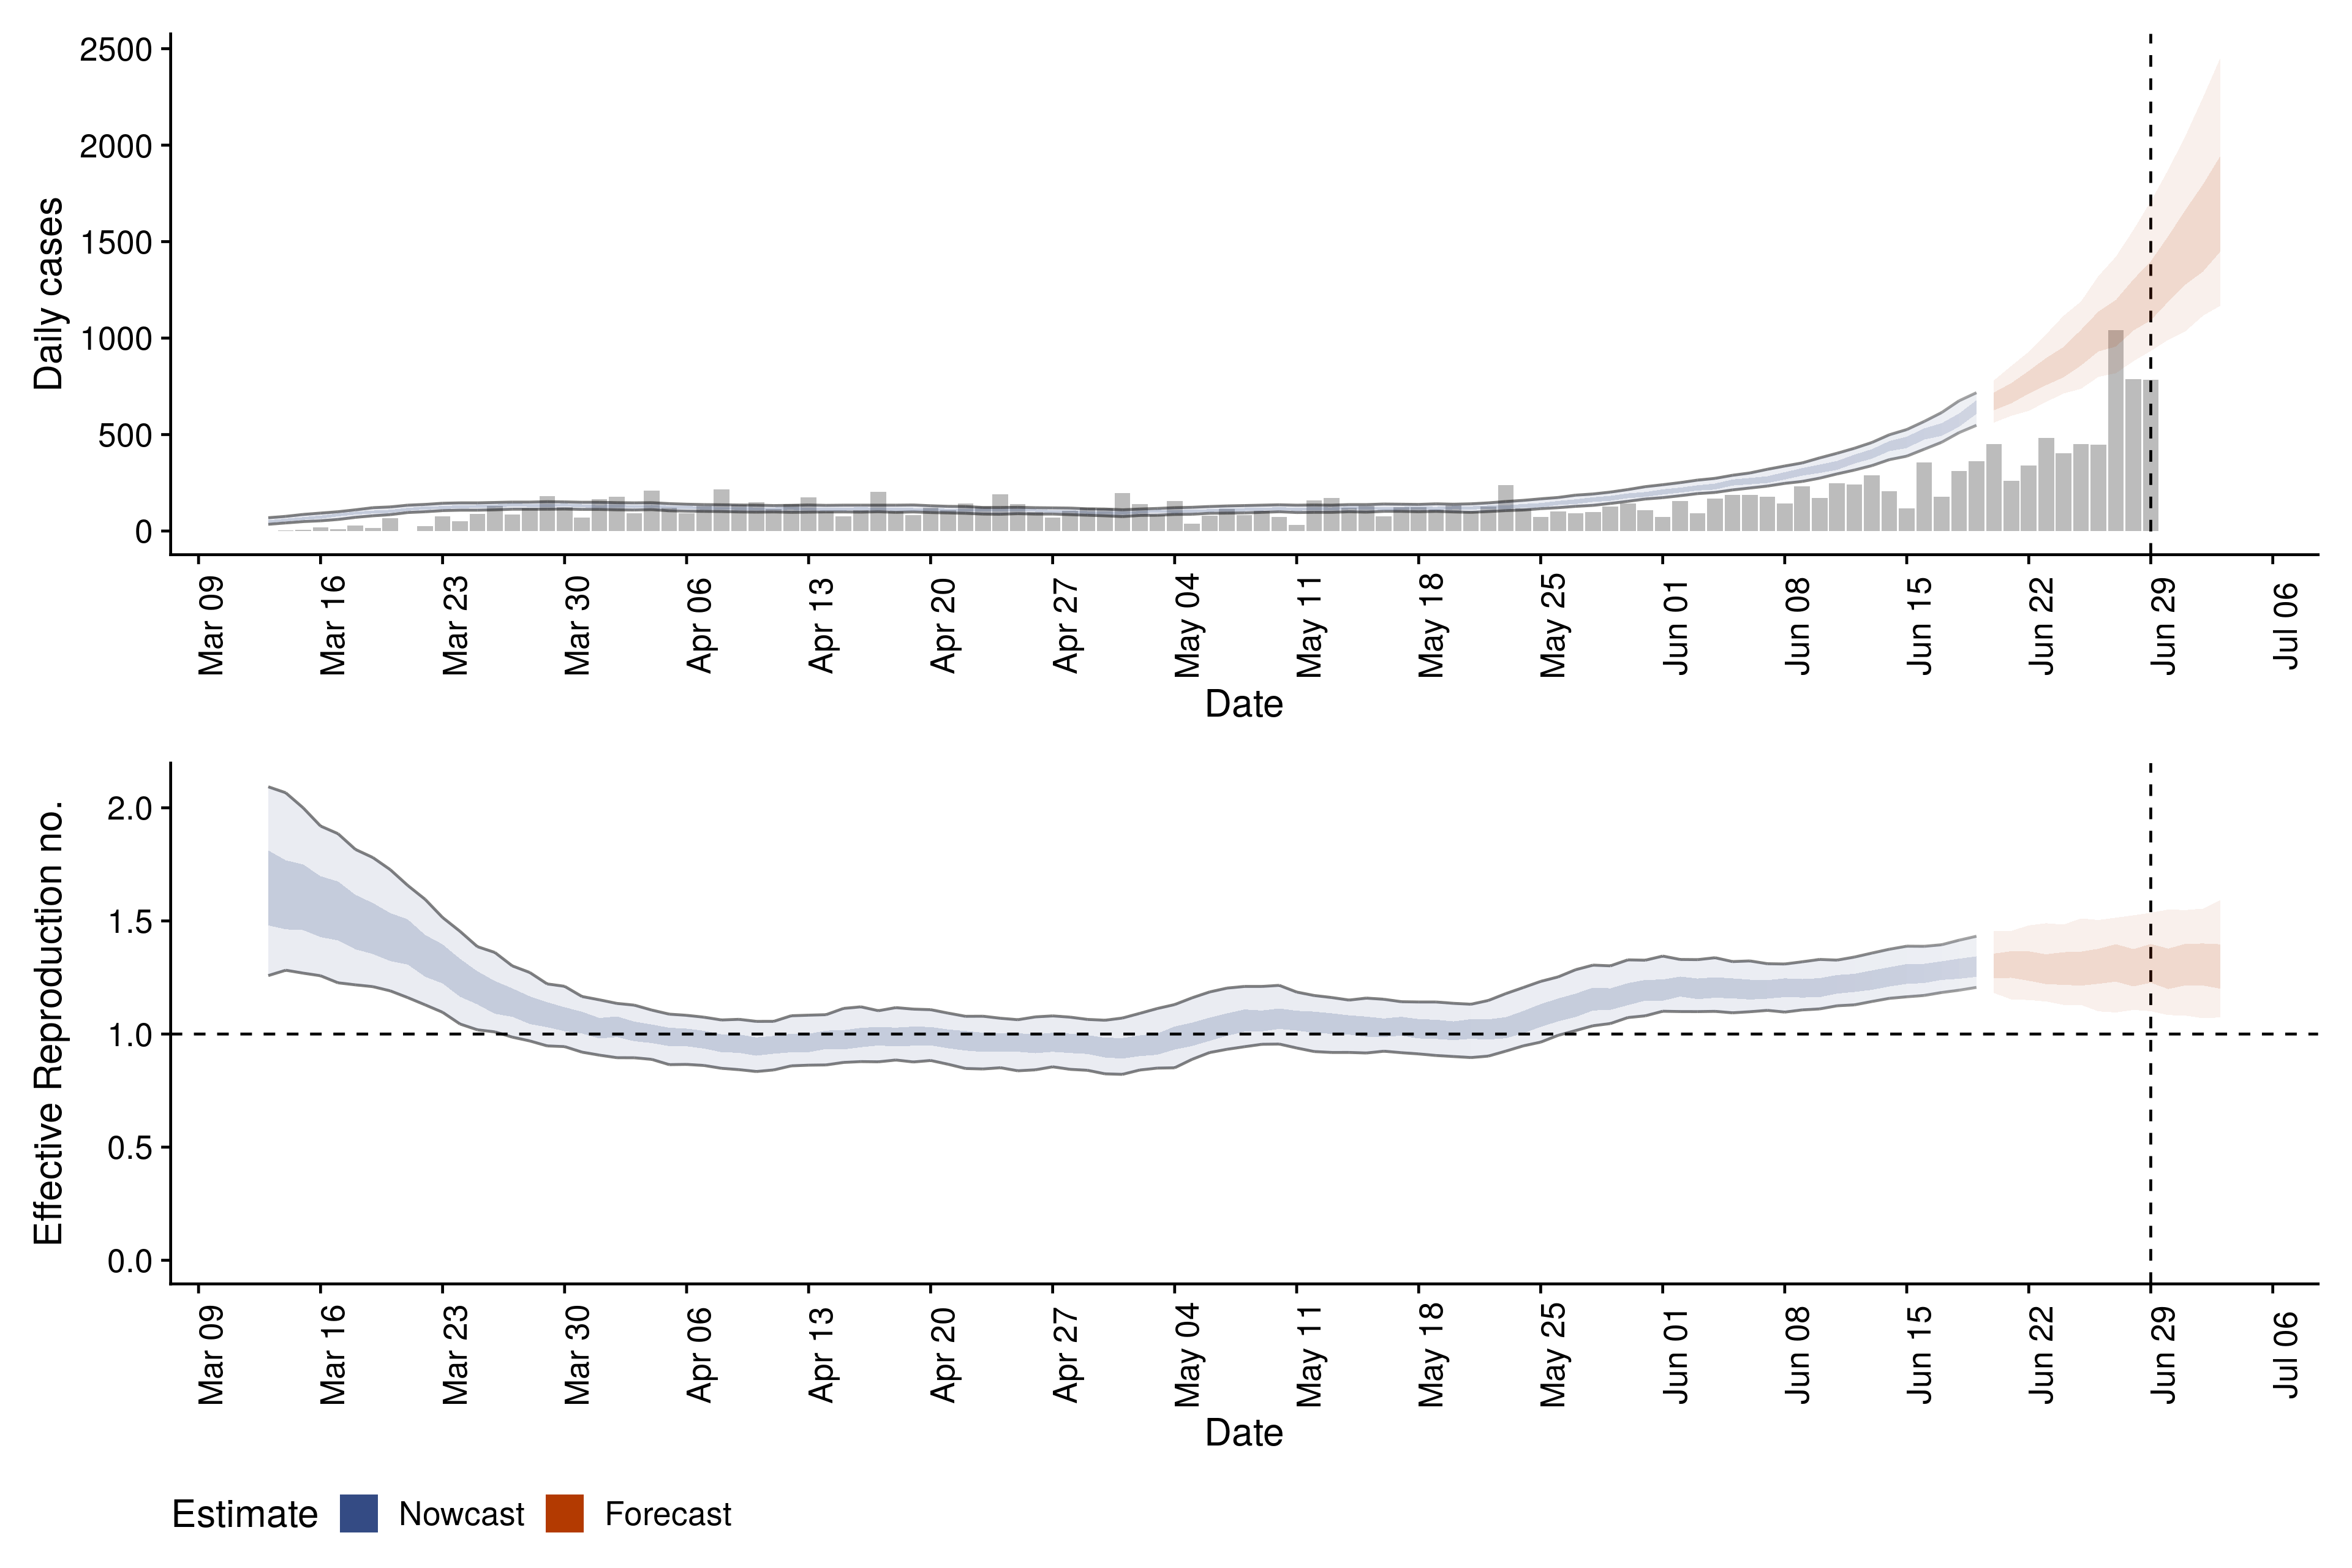 Daily cases
2500
2000
1500
1000
500
0
Mar 09
Mar 16
Mar 23
Mar 30
Apr 06
Apr 13
Apr 20
Apr 27
May 04
May 11
May 18
May 25
Jun 01
Jun 08
Jun 15
Jun 22
Jun 29
Jul 06
Date
Effective Reproduction no.
2.0
1.5
1.0
0.5
0.0
Mar 09
Mar 16
Mar 23
Mar 30
Apr 06
Apr 13
Apr 20
Apr 27
May 04
May 11
May 18
May 25
Jun 01
Jun 08
Jun 15
Jun 22
Jun 29
Jul 06
Date
Estimate Nowcast Forecast